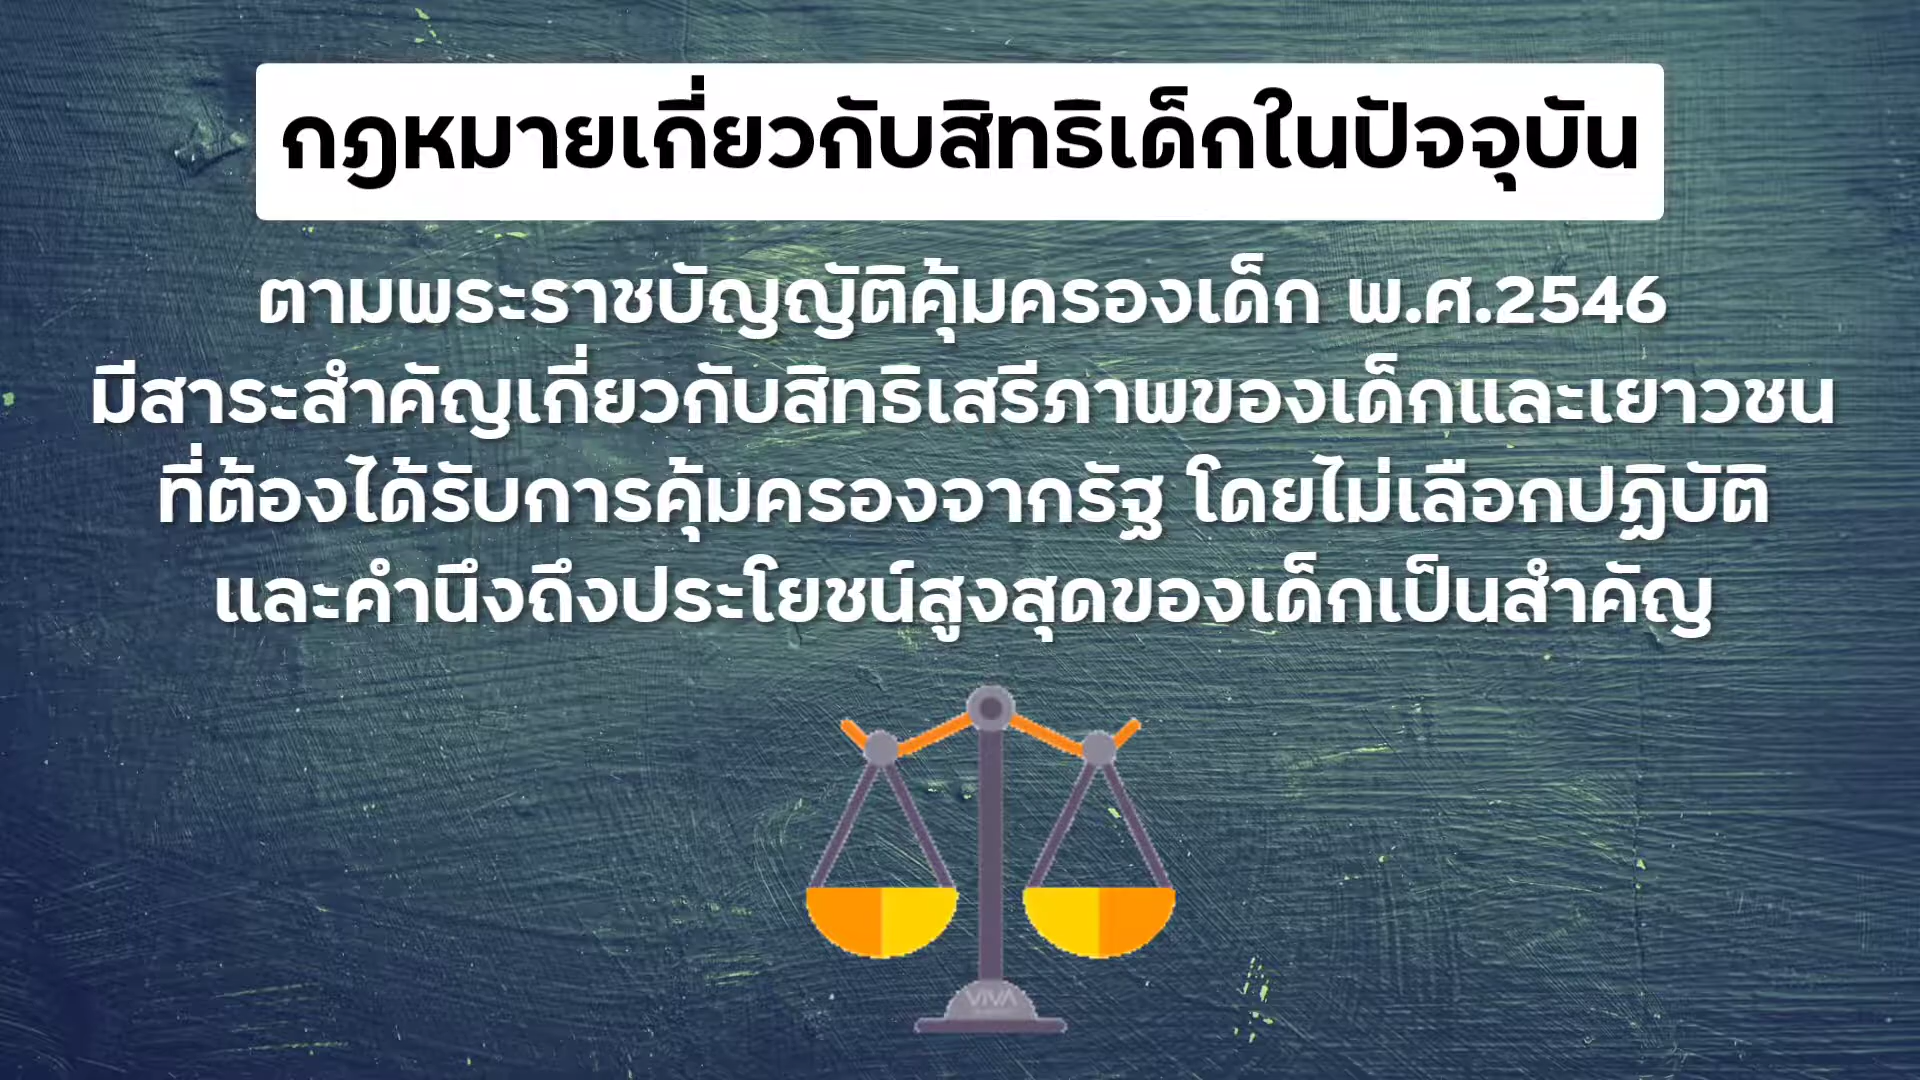 กฎหมายเกี่ยวกับสิทธิเด็กในปัจจุบัน
ตามพระราชบัญญัติคุ้มครองเด็ก พ.ศ.2546
มีสาระสำคัญเกี่ยวกับสิทธิเสรีภาพของเด็กและเยาวชน
ที่ต้องได้รับการคุ้มครองจากรัฐ โดยไม่เลือกปฏิบัติ
และคำนึงถึงประโยชน์สูงสุดของเด็กเป็นสำคัญ
VIVA